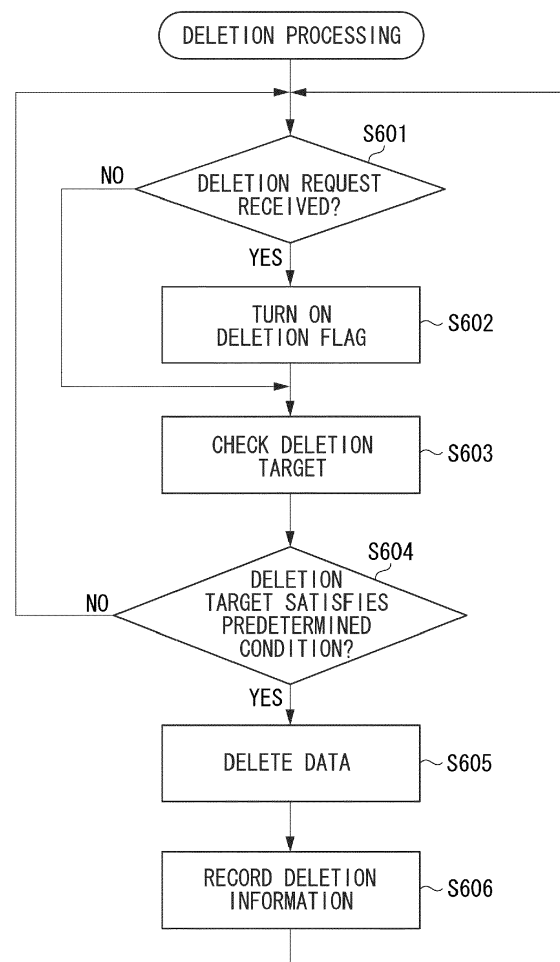 DELETION PROCESSING
S601
NO
DELETION REQUEST
RECEIVED?
YES
TURN ON
DELETION FLAG
S602
CHECK DELETION
TARGET
S603
S604
NO
DELETION
TARGET SATISFIES
PREDETERMINED
CONDITION?
YES
DELETE DATA
S605
RECORD DELETION
INFORMATION
S606